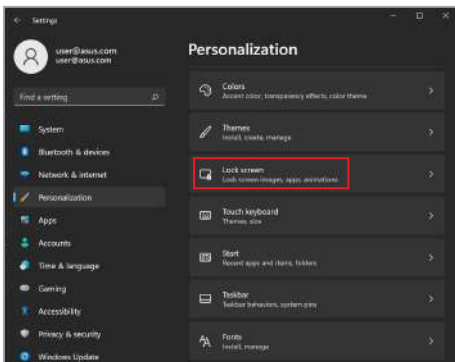 Settings
user@asus.com
user@asus.com
Find a setting
System
Bluetooth & devices
Network & internet
Personalization
Apps
Accounts
Time & language
Gaming
Accessibility
Privacy & security
Windows Update
Personalization
Colors
Accent color, transparency effects, color theme
Themes
Install, create, manage
Lock screen
Lock screen images, apps, animations
Touch keyboard
Themes, size
Start
Recent apps and items, folders
Taskbar
Taskbar behaviors, system pins
Fonts
Install, manage